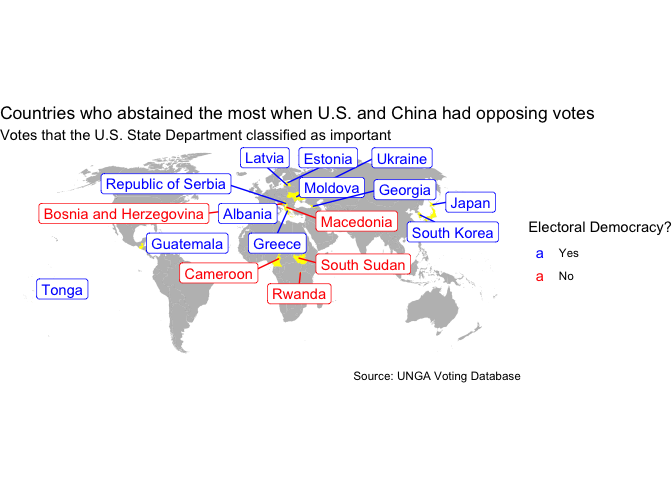 Countries who abstained the most when U.S. and China had opposing votes
Votes that the U.S. State Department classified as important
Latvia
Estonia
Ukraine
Republic of Serbia
Moldova
Georgia
Japan
Bosnia and Herzegovina
Albania
Macedonia
South Korea
Guatemala
Greece
Cameroon
South Sudan
Tonga
Rwanda
Electoral Democracy?
a Yes
a No
Source: UNGA Voting Database